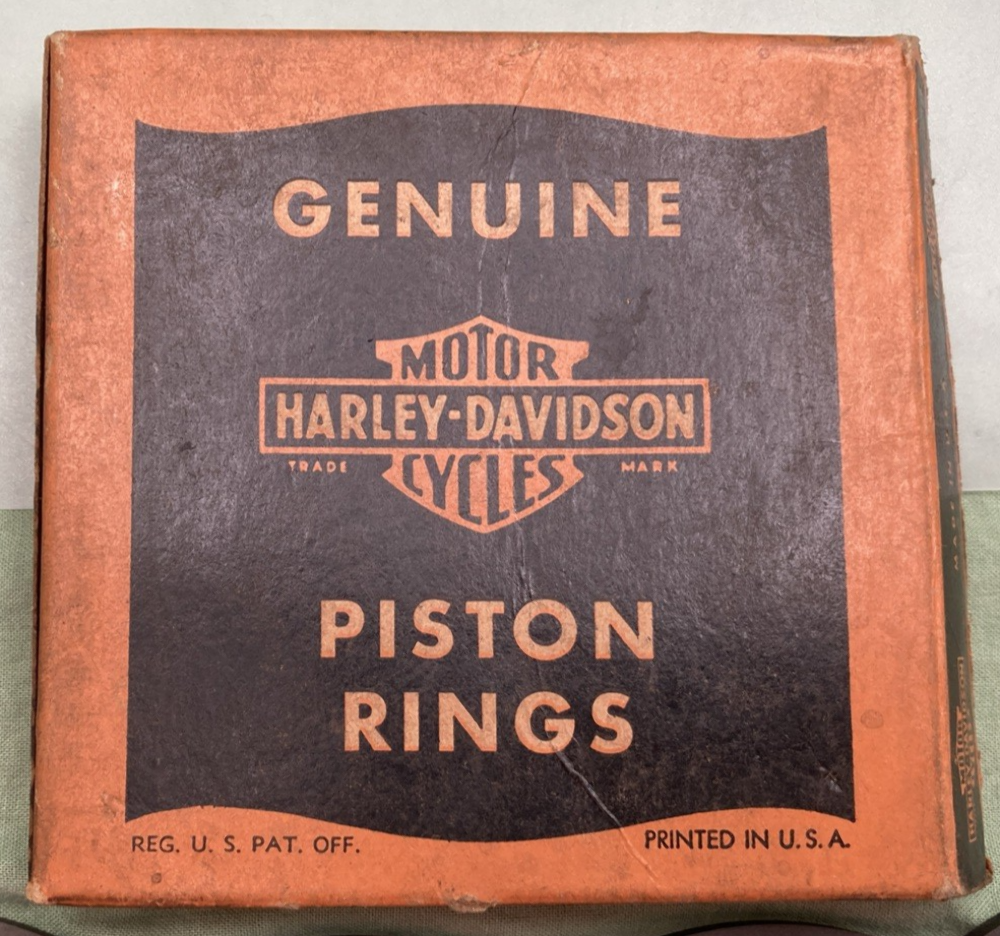 GENUINE
MOTOR
HARLEY-DAVIDSON
TRADE MARK
CYCLES
PISTON
RINGS
REG. U. S. PAT. OFF. PRINTED IN U. S. A.